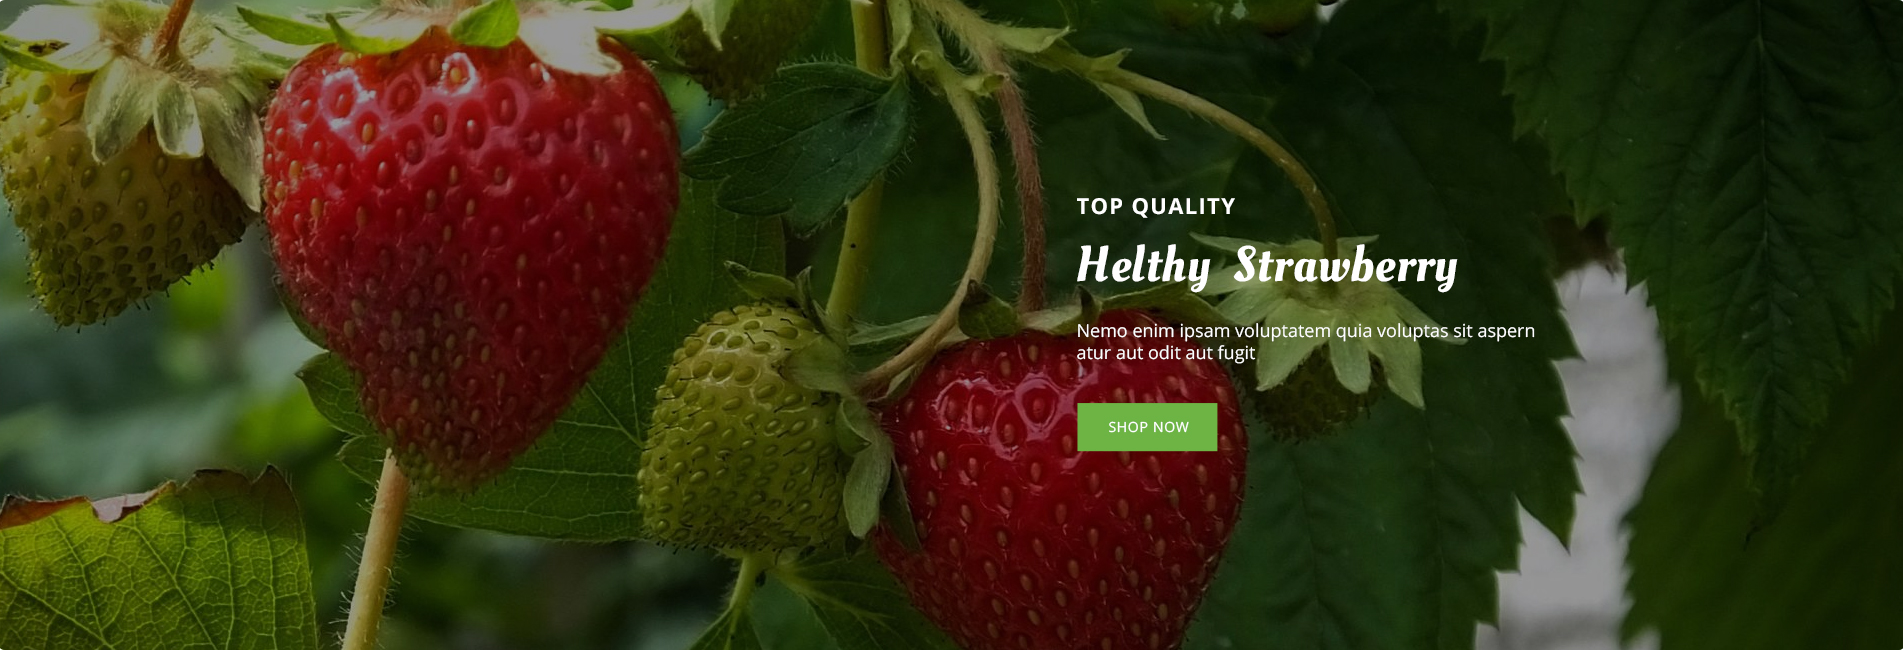 TOP QUALITY
Helthy Strawberry
Nemo enim ipsam voluptatem quia voluptas sit aspern
atur aut odit aut fugit
SHOP NOW